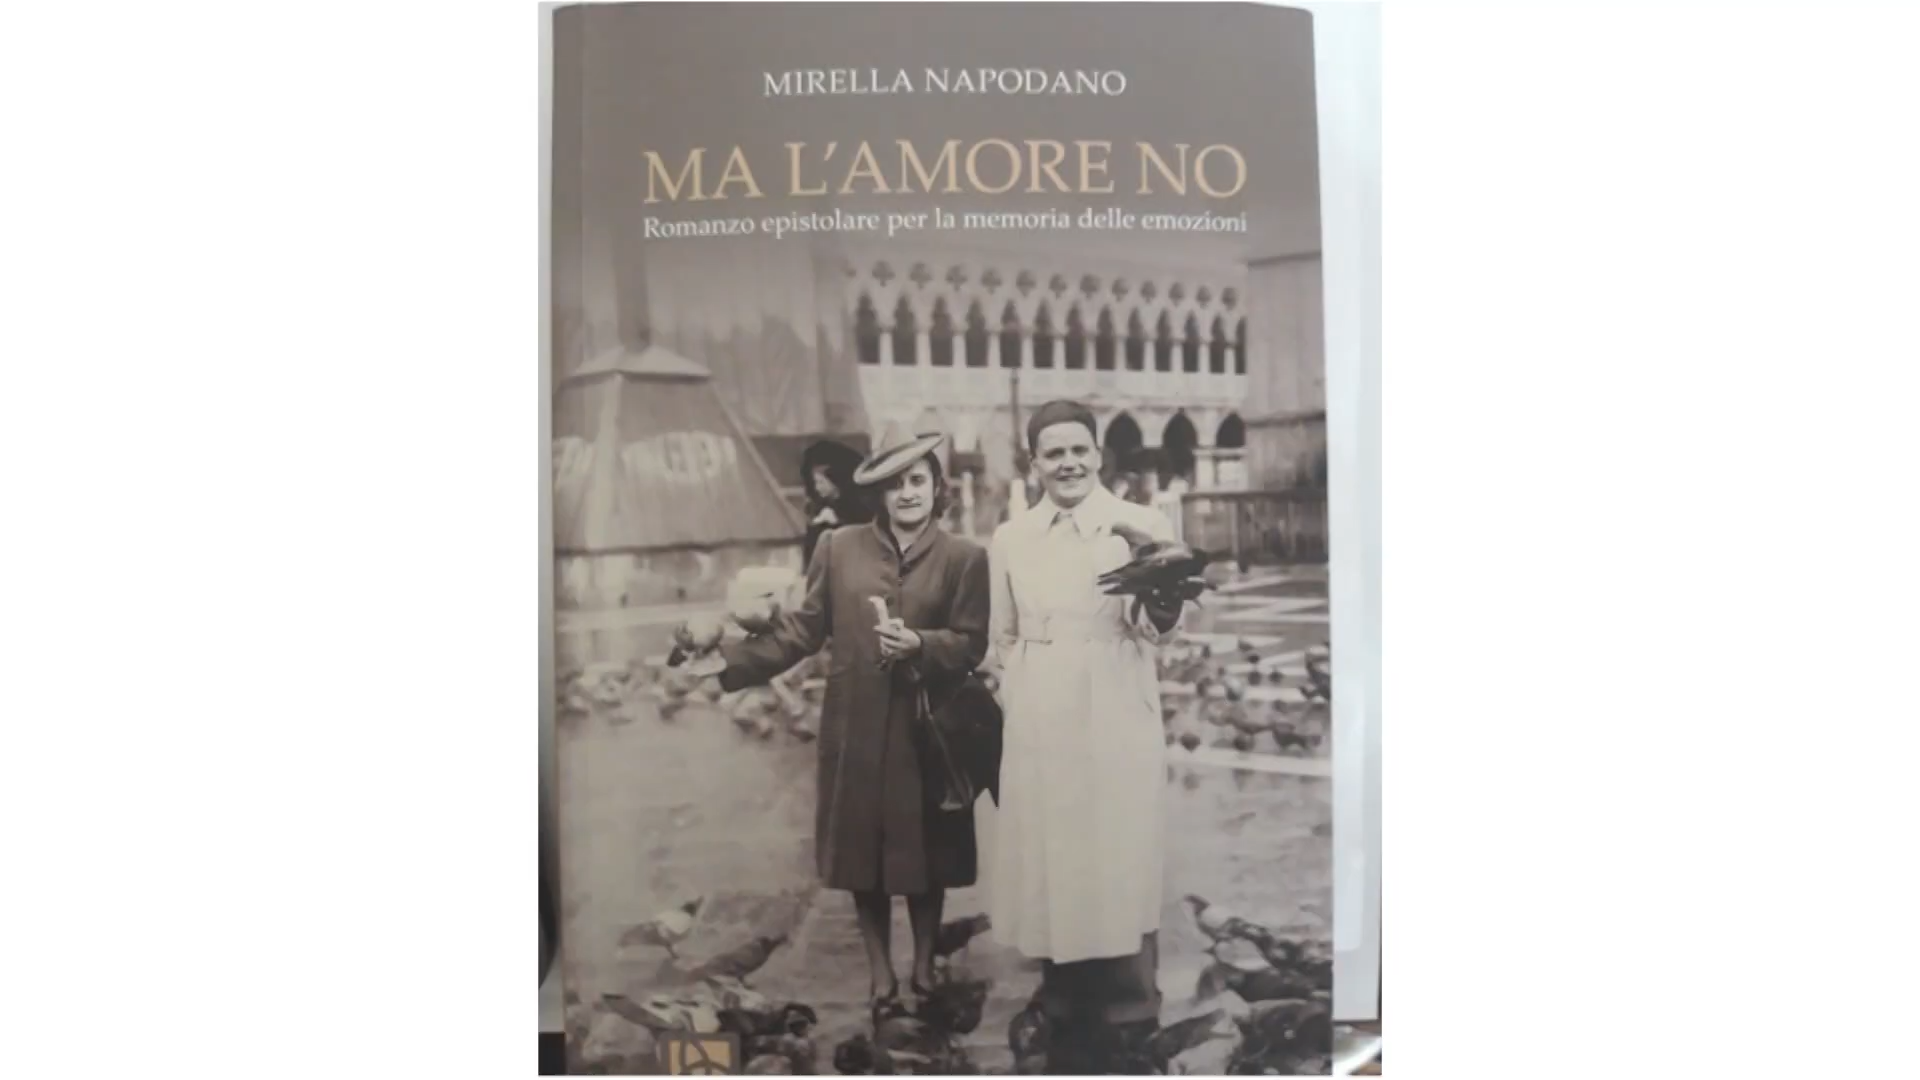 MIRELLA NAPODANO
MA L'AMORE NO
Romanzo epistolare per la memoria delle emozioni